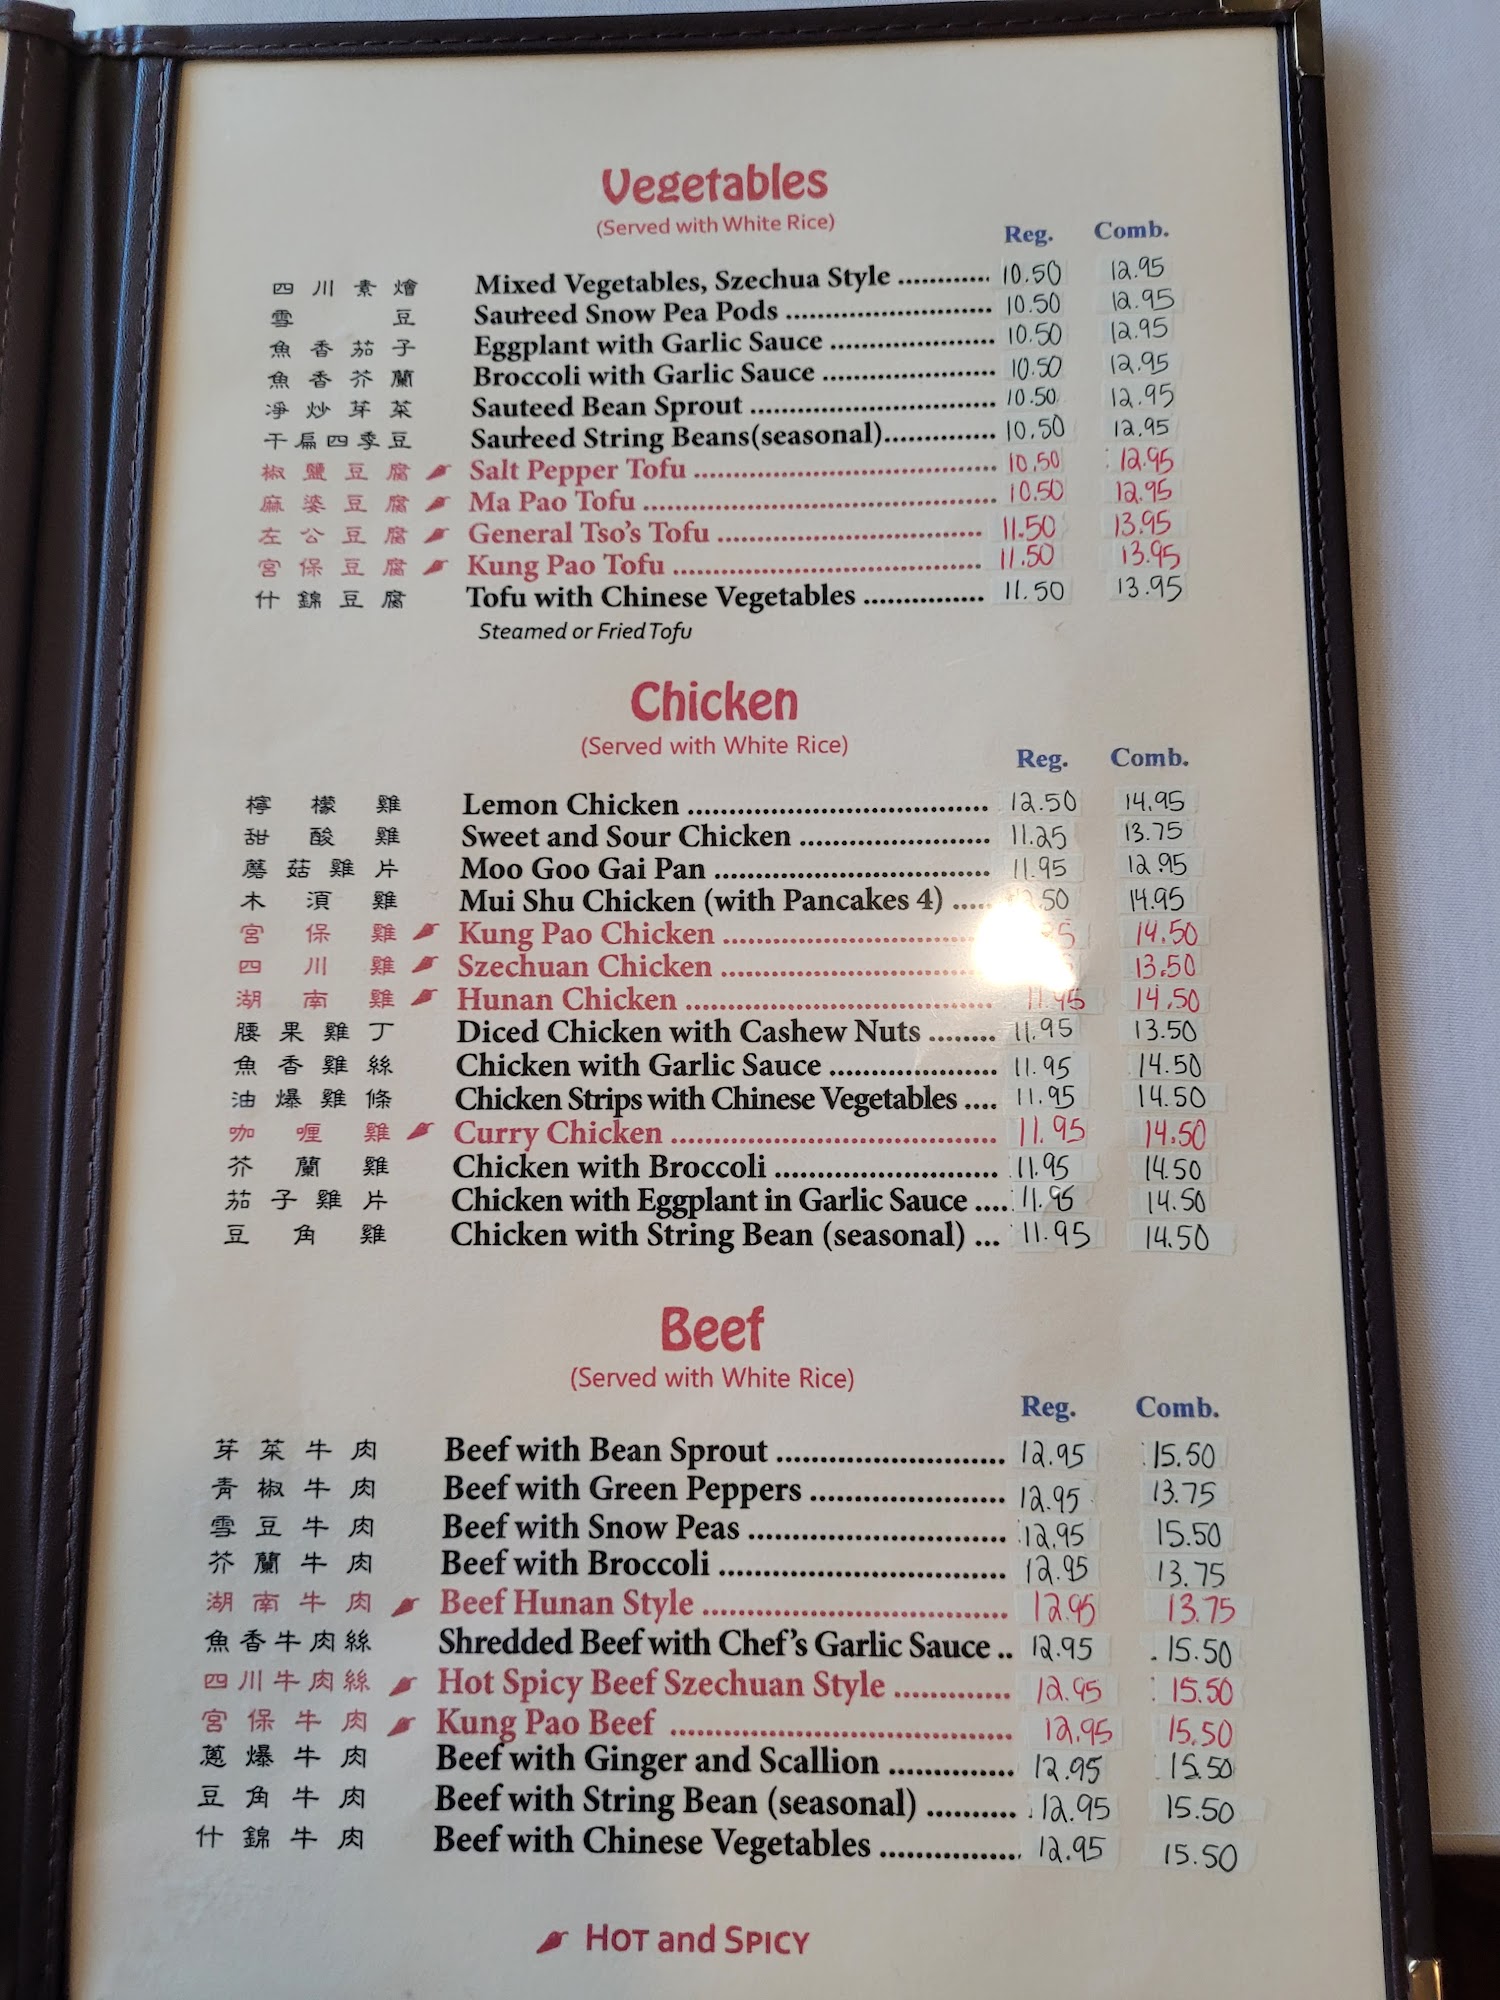 Vegetables
(Served with White Rice)
Reg. Comb.
四川素燴 Mixed Vegetables, Szechua Style ............ 10.50 12.95
雪豆 Sauteed Snow Pea Pods ........................... 10.50 12.95
魚香茄子 Eggplant with Garlic Sauce ..................... 10.50 12.95
魚香芥蘭 Broccoli with Garlic Sauce ...................... 10.50 12.95
淨炒芽菜 Sauteed Bean Sprout ............................... 10.50 12.95
干扁四季豆 Sauteed String Beans(seasonal).............. 10.50 12.95
椒鹽豆腐 Salt Pepper Tofu ...................................... 10.50 12.95
麻婆豆腐 Ma Pao Tofu ............................................ 10.50 12.95
左公豆腐 General Tso's Tofu ................................. 11.50 13.95
宮保豆腐 Kung Pao Tofu ....................................... 11.50 13.95
什錦豆腐 Tofu with Chinese Vegetables ............... 11.50 13.95
Steamed or Fried Tofu
Chicken
(Served with White Rice)
Reg. Comb.
檸檬雞 Lemon Chicken ..................................... 12.50 14.95
甜酸雞 Sweet and Sour Chicken ....................... 11.25 13.75
蘑菇雞片 Moo Goo Gai Pan .................................. 11.95 12.95
木須雞 Mui Shu Chicken (with Pancakes 4) ..... 14.95
宮保雞 Kung Pao Chicken ................................. 14.50
四川雞 Szechuan Chicken ................................. 13.50
湖南雞 Hunan Chicken ...................................... 11.95 14.50
腰果雞丁 Diced Chicken with Cashew Nuts ........ 11.95 13.50
魚香雞絲 Chicken with Garlic Sauce ..................... 11.95 14.50
油爆雞條 Chicken Strips with Chinese Vegetables .... 11.95 14.50
咖喱雞 Curry Chicken ......................................... 11.95 14.50
芥蘭雞 Chicken with Broccoli ............................ 11.95 14.50
茄子雞片 Chicken with Eggplant in Garlic Sauce .... 11.95 14.50
豆角雞 Chicken with String Bean (seasonal) ... 11.95 14.50
Beef
(Served with White Rice)
Reg. Comb.
芽菜牛肉 Beef with Bean Sprout ............................ 12.95 15.50
青椒牛肉 Beef with Green Peppers ........................ 12.95 13.75
雪豆牛肉 Beef with Snow Peas ................................ 12.95 15.50
芥蘭牛肉 Beef with Broccoli .................................... 12.95 13.75
湖南牛肉 Beef Hunan Style ...................................... 12.95 13.75
魚香牛肉絲 Shredded Beef with Chef's Garlic Sauce .. 12.95 15.50
四川牛肉絲 Hot Spicy Beef Szechuan Style ............. 12.95 15.50
宮保牛肉 Kung Pao Beef .......................................... 12.95 15.50
蔥爆牛肉 Beef with Ginger and Scallion .............. 12.95 15.50
豆角牛肉 Beef with String Bean (seasonal) .......... 12.95 15.50
什錦牛肉 Beef with Chinese Vegetables ................ 12.95 15.50
HOT and SPICY